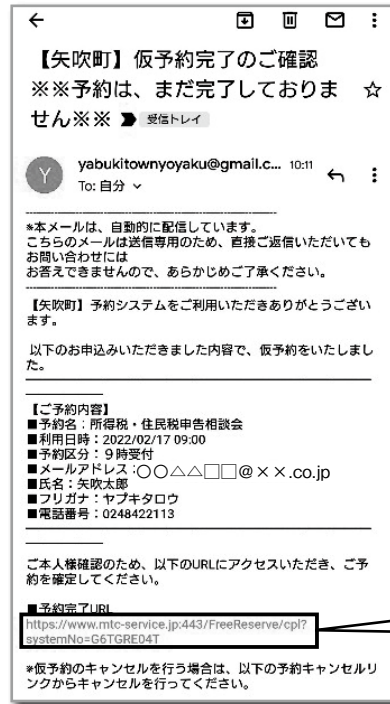 【矢吹町】仮予約完了のご確認
※※予約は、まだ完了しておりま
せん※※ 受信トレイ
Y
yabukitownyoyaku@gmail.c... 10:11
To: 自分
*本メールは、自動的に配信しています。
こちらのメールは送信専用のため、直接ご返信いただいても
お問い合わせには
お答えできませんので、あらかじめご了承ください。
【矢吹町】予約システムをご利用いただきありがとうござい
ます。
以下のお申込みいただきました内容で、仮予約をいたしまし
た。
【ご予約内容】
■予約名：所得税・住民税申告相談会
■利用日時：2022/02/17 09:00
■予約区分：９時受付
■メールアドレス：〇〇△△□□@××.co.jp
■氏名：矢吹太郎
■フリガナ：ヤブキタロウ
■電話番号：0248422113
ご本人様確認のため、以下のURLにアクセスいただき、ご予
約を確定してください。
■予約完了URL
https://www.mtc-service.jp:443/FreeReserve/cpl?
systemNo=G6TGRE04T
*仮予約のキャンセルを行う場合は、以下の予約キャンセルリ
ンクからキャンセルを行ってください。